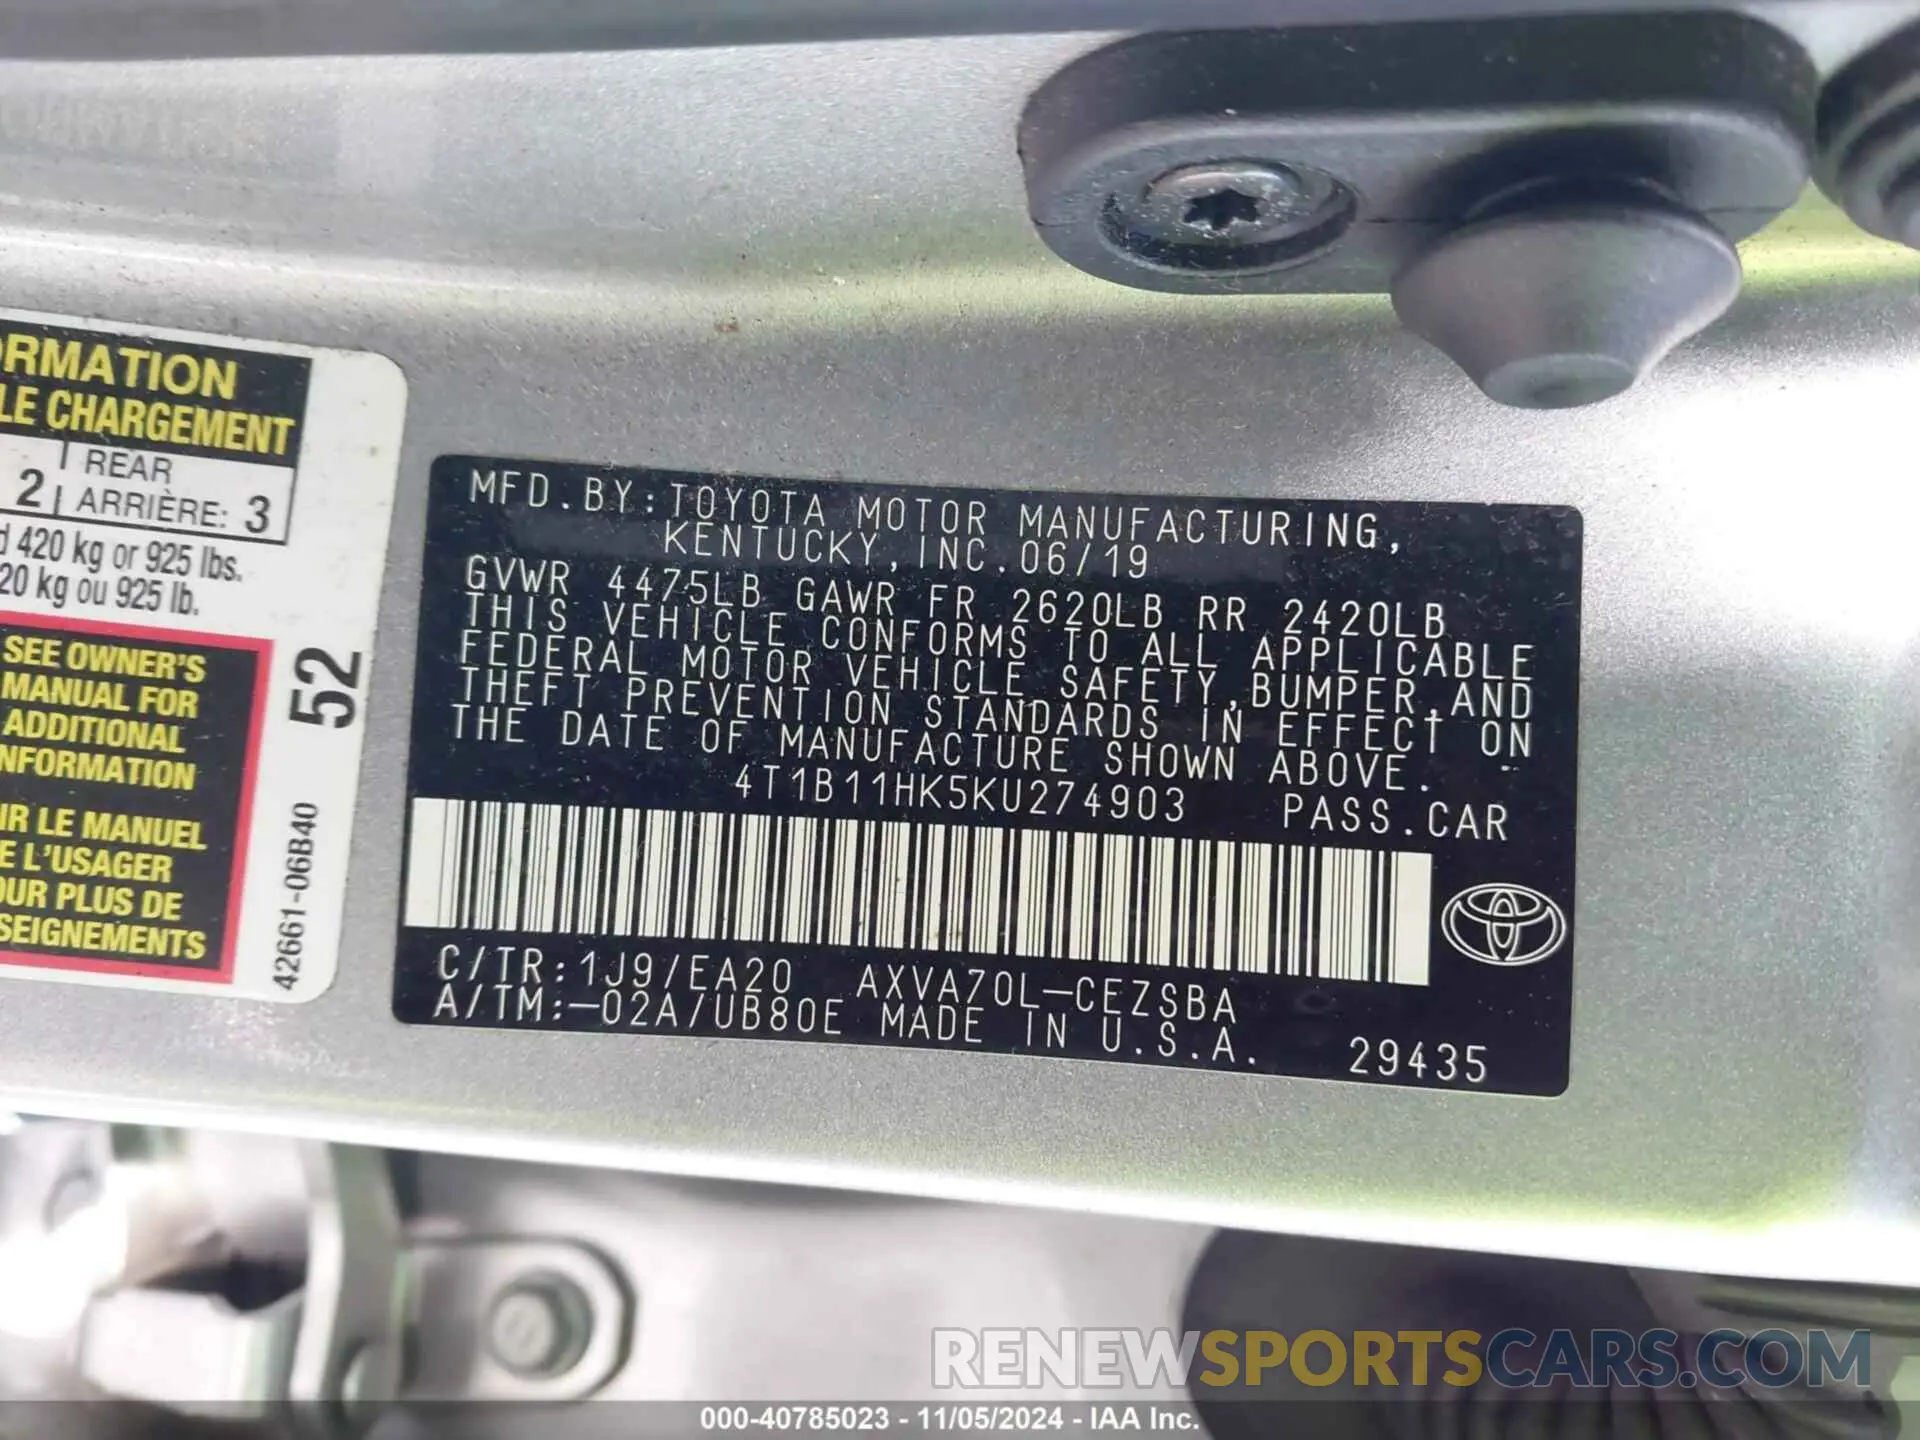 ORMATION
LE CHARGEMENT
REAR
2 ARRIÈRE: 3
420 kg or 925 lbs.
20 kg ou 925 lb.
SEE OWNER'S
MANUAL FOR
ADDITIONAL
NFORMATION
IR LE MANUEL
E L'USAGER
OUR PLUS DE
SEIGNEMENTS
52
42661-06B40
MFD.BY:TOYOTA MOTOR MANUFACTURING,
KENTUCKY,INC.06/19
GVWR 4475LB GAWR FR 2620LB RR 2420LB
THIS VEHICLE CONFORMS TO ALL APPLICABLE
FEDERAL MOTOR VEHICLE SAFETY,BUMPER,AND
THEFT PREVENTION STANDARDS IN EFFECT ON
THE DATE OF MANUFACTURE SHOWN ABOVE.
4T1B11HK5KU274903 PASS.CAR
C/TR:1J9/EA20 AXVA70L-CEZSBA
A/TM:-02A/UB80E MADE IN U.S.A. 29435
RENEWSPORTSCARS.COM
000-40785023 - 11/05/2024 - IAA Inc.